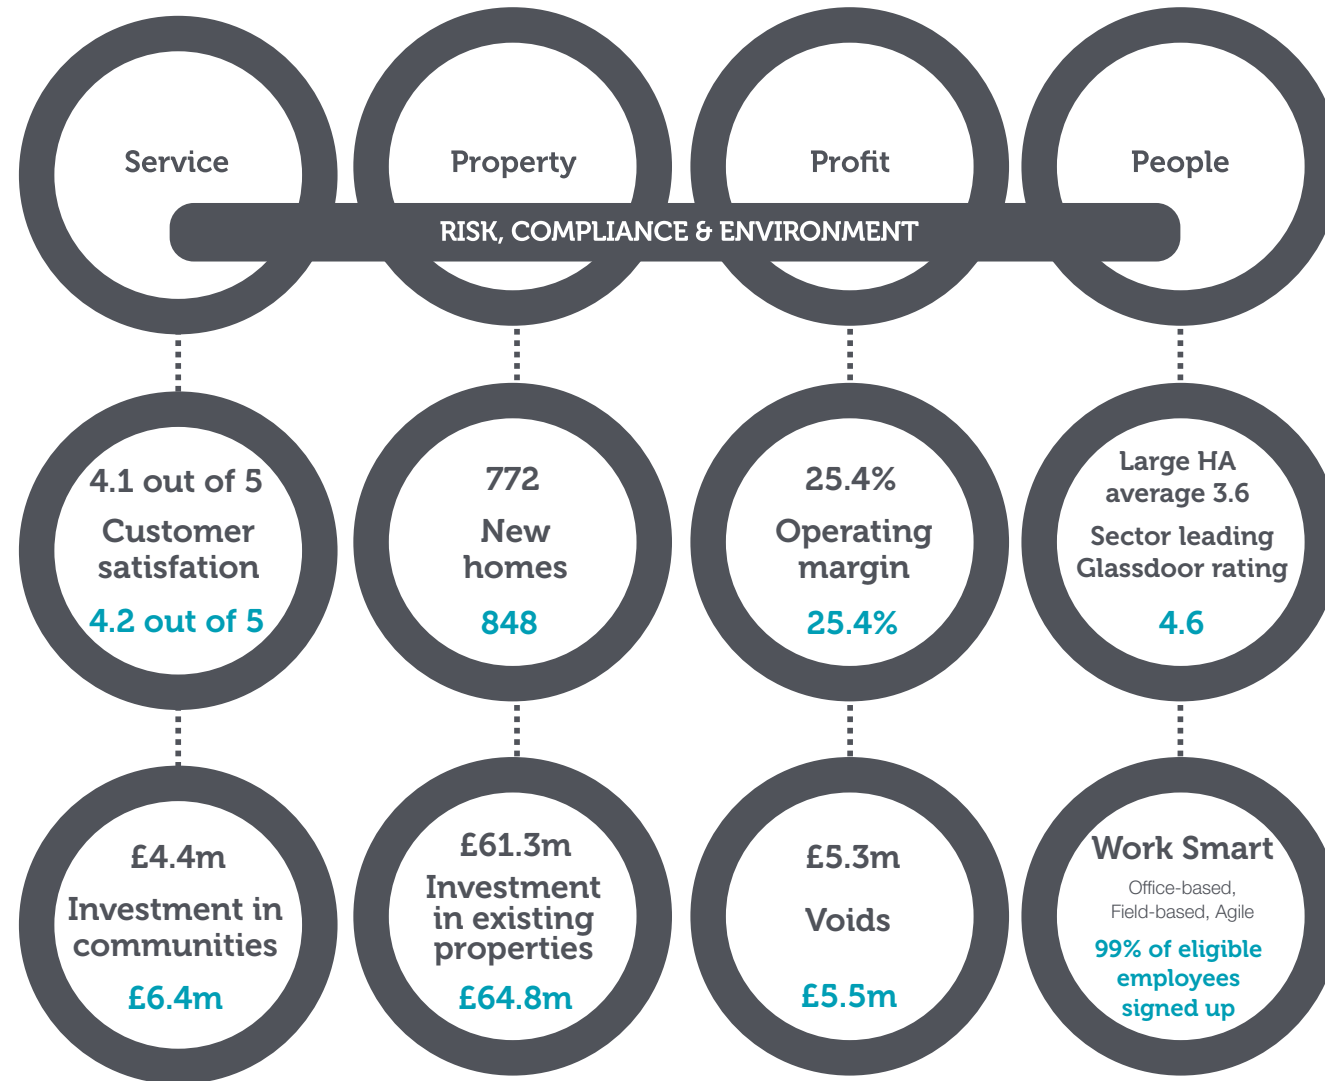 Service
Property
Profit
People
RISK, COMPLIANCE & ENVIRONMENT
4.1 out of 5
Customer
satisfation
4.2 out of 5
772
New
homes
848
25.4%
Operating
margin
25.4%
Large HA
average 3.6
Sector leading
Glassdoor rating
4.6
£4.4m
Investment in
communities
£6.4m
£61.3m
Investment
in existing
properties
£64.8m
£5.3m
Voids
£5.5m
Work Smart
Office-based,
Field-based, Agile
99% of eligible
employees
signed up